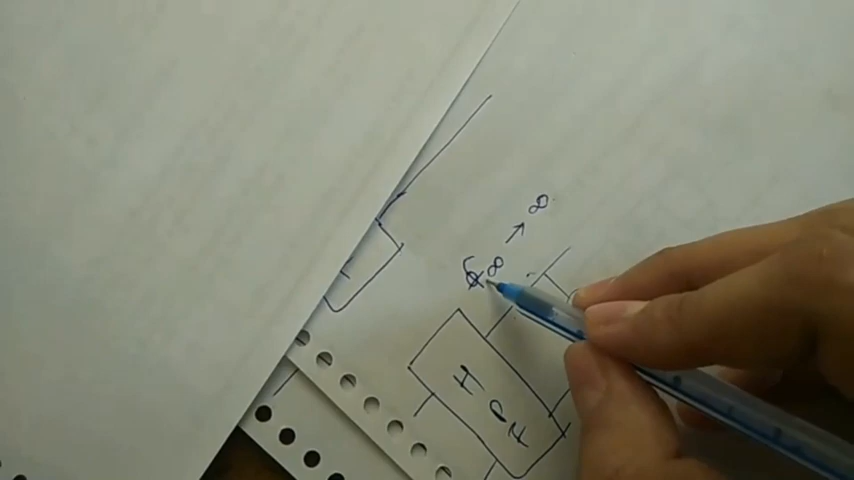 ∞ → ∞
HPF